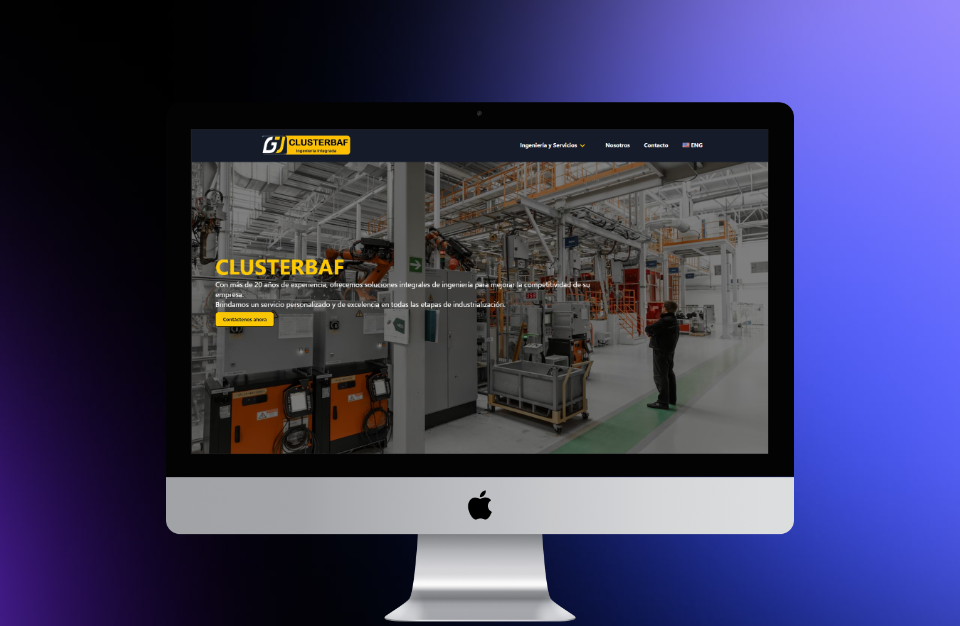 GJ CLUSTERBAF
Ingeniería Integrada
Ingeniería y Servicios
Nosotros
Contacto
ENG
CLUSTERBAF
Con más de 20 años de experiencia, ofrecemos soluciones integrales de ingeniería para mejorar la competitividad de su
empresa.
Brindamos un servicio personalizado y de excelencia en todas las etapas de industrialización.
Contáctenos ahora